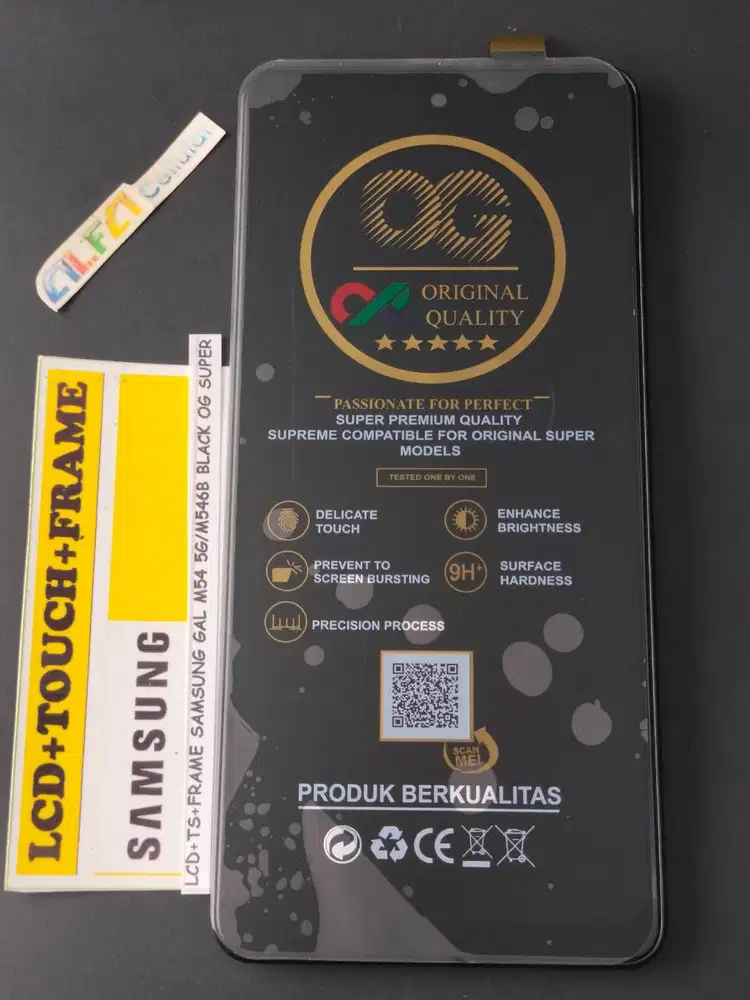 ALFA Cellular
LCD+TOUCH+FRAME
SAMSUNG
LCD+TS+FRAME SAMSUNG GAL M54 5G/M546B BLACK OG SUPER
OG
ORIGINAL
QUALITY
PASSIONATE FOR PERFECT
SUPER PREMIUM QUALITY
SUPREME COMPATIBLE FOR ORIGINAL SUPER
MODELS
TESTED ONE BY ONE
DELICATE
TOUCH
ENHANCE
BRIGHTNESS
PREVENT TO
SCREEN BURSTING
9H+
SURFACE
HARDNESS
PRECISION PROCESS
SCAN
ME!
PRODUK BERKUALITAS
CE